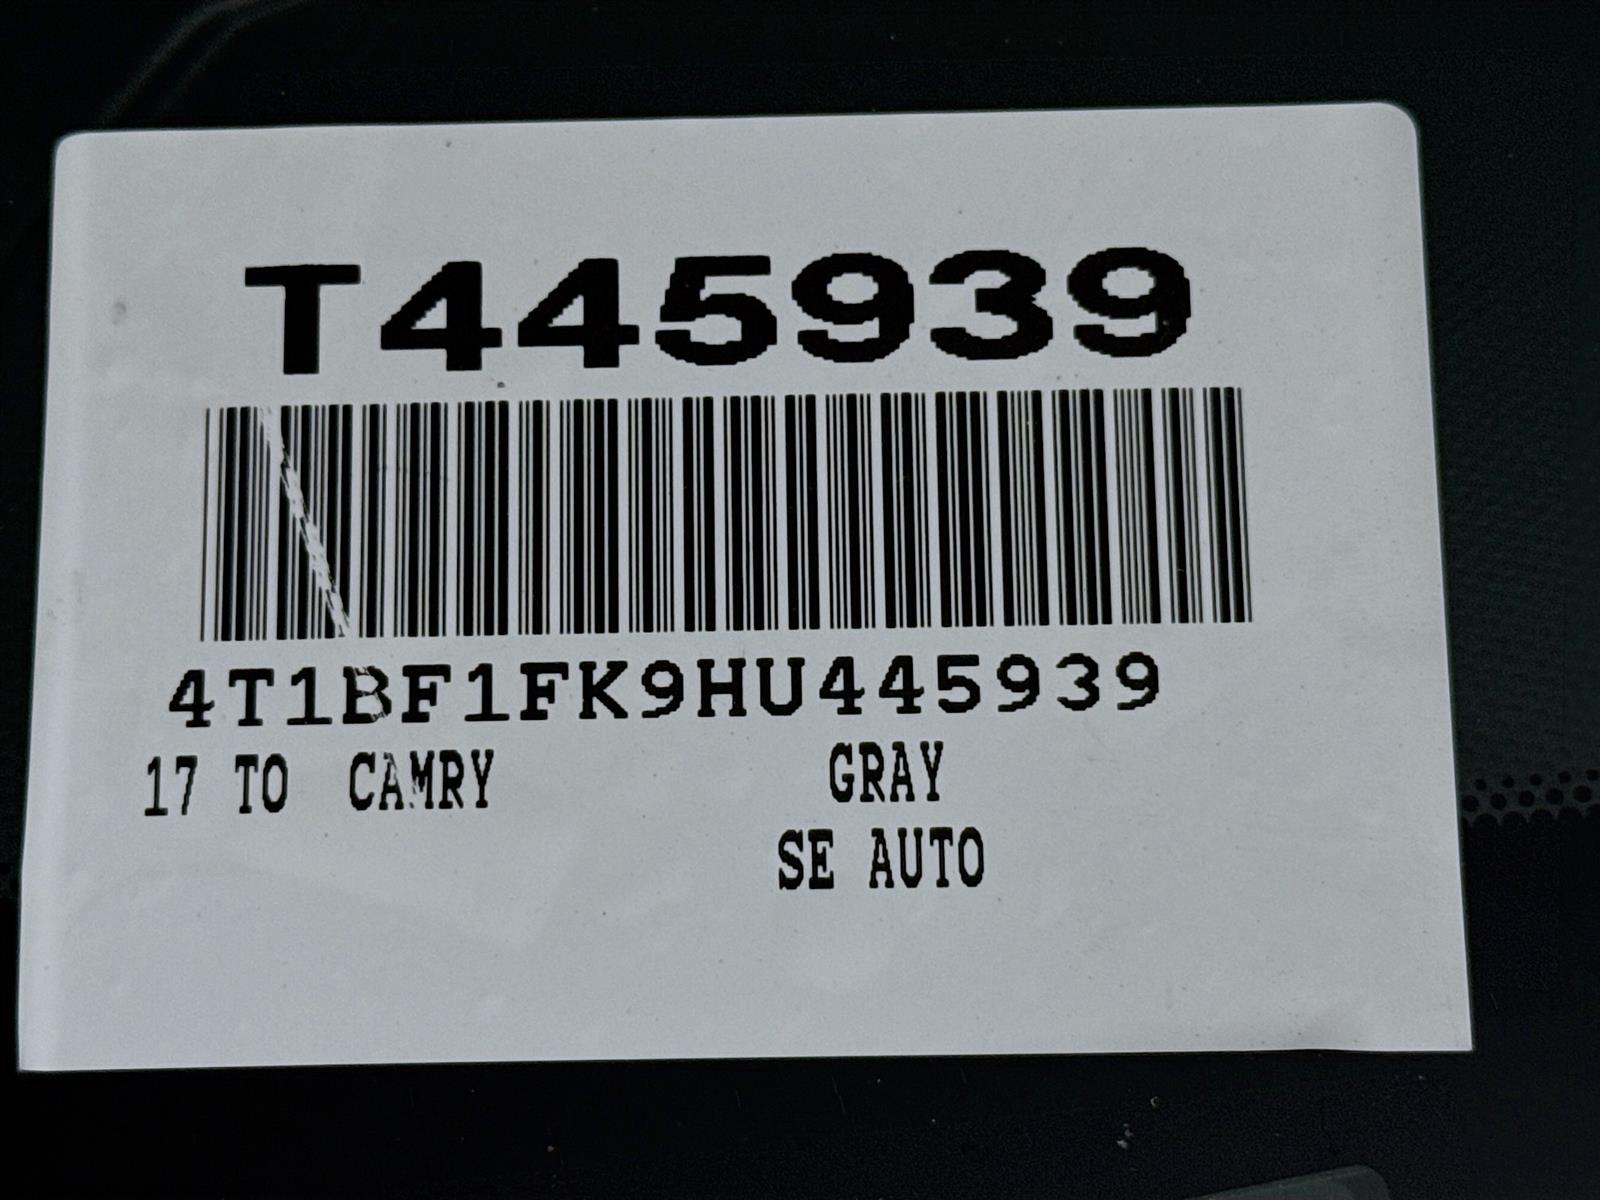 T445939
4T1BF1FK9HU445939
17 TO CAMRY GRAY
SE AUTO